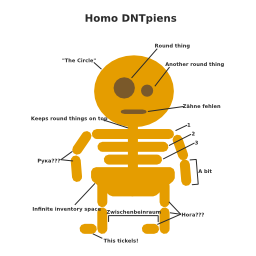 Homo DNTpiens
Round thing
"The Circle"
Another round thing
Zähne fehlen
Keeps round things on top
1
2
3
Рука???
A bit
Infinite inventory space
Zwischenbeinreum
Нога???
This tickels!